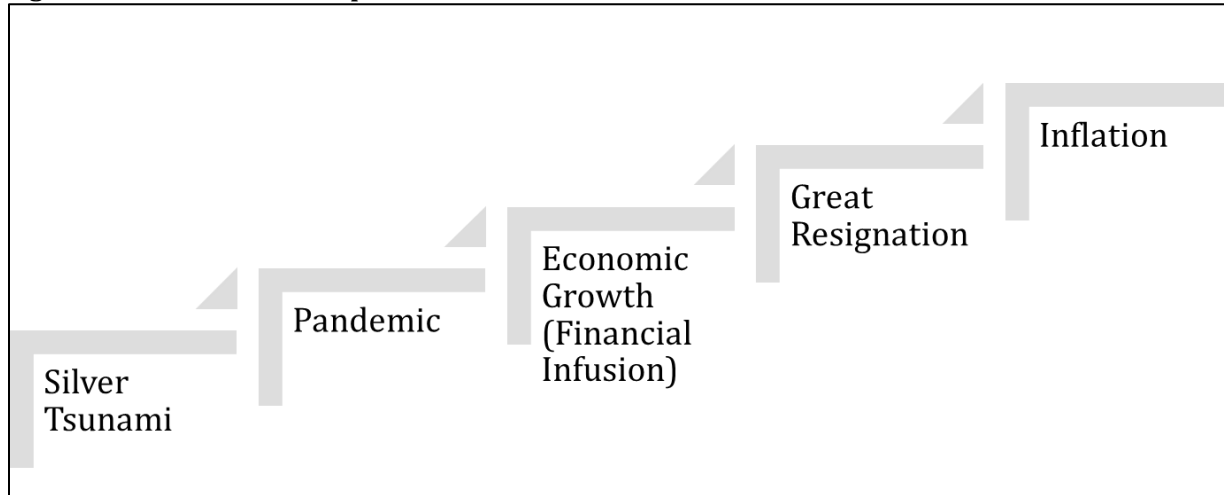 Silver
Tsunami
Pandemic
Economic
Growth
(Financial
Infusion)
Great
Resignation
Inflation